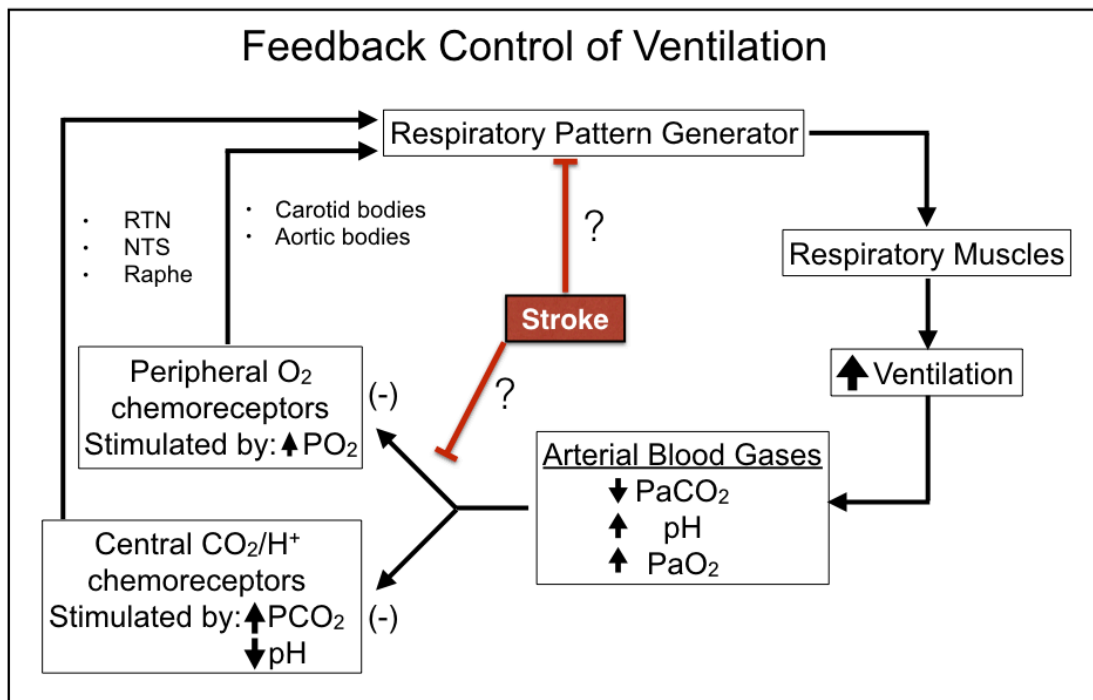 Feedback Control of Ventilation
Respiratory Pattern Generator
· RTN
· NTS
· Raphe
· Carotid bodies
· Aortic bodies
?
Respiratory Muscles
Stroke
?
↑ Ventilation
Peripheral O₂
chemoreceptors
Stimulated by: ↑ PO₂
(-)
Arterial Blood Gases
↓ PaCO₂
↑ pH
↑ PaO₂
Central CO₂/H⁺
chemoreceptors
Stimulated by: ↑ PCO₂
↓ pH
(-)